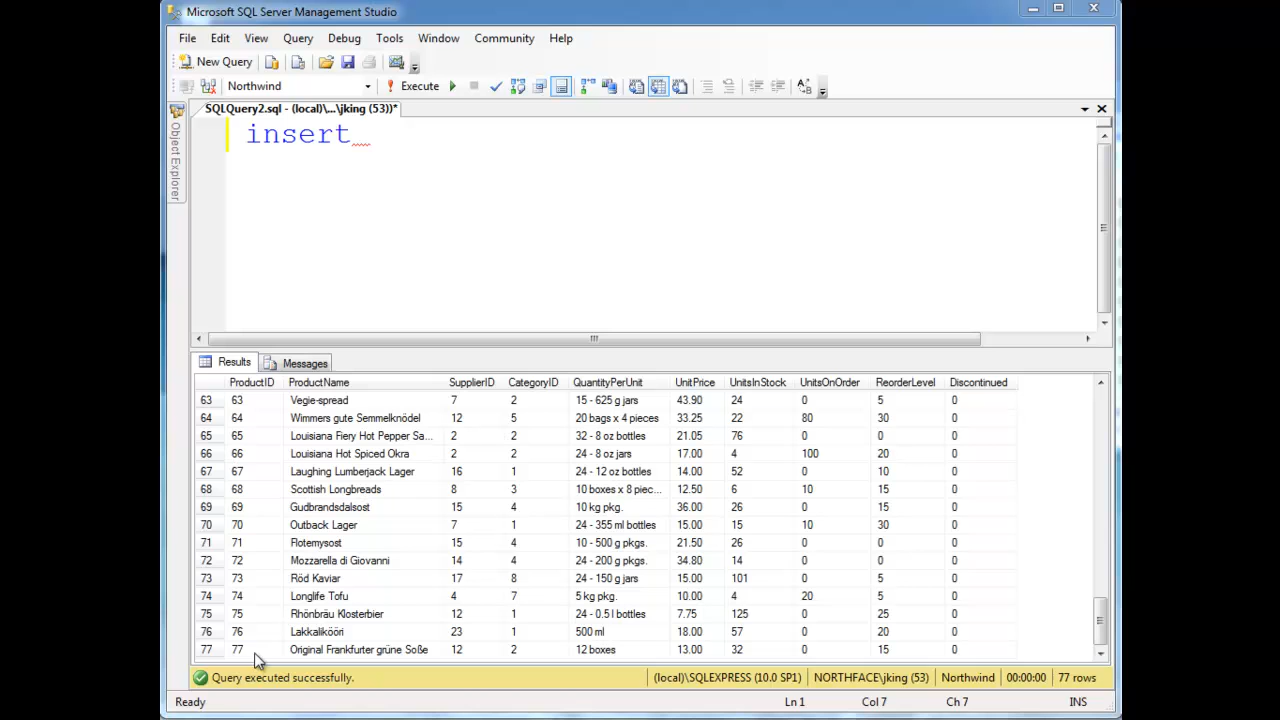 Microsoft SQL Server Management Studio
File Edit View Query Debug Tools Window Community Help
New Query
Northwind Execute
SQLQuery2.sql - (local)\...\jking (53))*
Object Explorer
insert
Results Messages
ProductID ProductName SupplierID CategoryID QuantityPerUnit UnitPrice UnitsInStock UnitsOnOrder ReorderLevel Discontinued
63 63 Vegie-spread 7 2 15 - 625 g jars 43.90 24 0 5 0
64 64 Wimmers gute Semmelknödel 12 5 20 bags x 4 pieces 33.25 22 80 30 0
65 65 Louisiana Fiery Hot Pepper Sa... 2 2 32 - 8 oz bottles 21.05 76 0 0 0
66 66 Louisiana Hot Spiced Okra 2 2 24 - 8 oz jars 17.00 4 100 20 0
67 67 Laughing Lumberjack Lager 16 1 24 - 12 oz bottles 14.00 52 0 10 0
68 68 Scottish Longbreads 8 3 10 boxes x 8 piec... 12.50 6 10 15 0
69 69 Gudbrandsdalsost 15 4 10 kg pkg. 36.00 26 0 15 0
70 70 Outback Lager 7 1 24 - 355 ml bottles 15.00 15 10 30 0
71 71 Flotemysost 15 4 10 - 500 g pkgs. 21.50 26 0 0 0
72 72 Mozzarella di Giovanni 14 4 24 - 200 g pkgs. 34.80 14 0 0 0
73 73 Röd Kaviar 17 8 24 - 150 g jars 15.00 101 0 5 0
74 74 Longlife Tofu 4 7 5 kg pkg. 10.00 4 20 5 0
75 75 Rhönbräu Klosterbier 12 1 24 - 0.5 l bottles 7.75 125 0 25 0
76 76 Lakkalikööri 23 1 500 ml 18.00 57 0 20 0
77 77 Original Frankfurter grüne Soße 12 2 12 boxes 13.00 32 0 15 0
Query executed successfully. (local)\SQLEXPRESS (10.0 SP1) NORTHFACE\jking (53) Northwind 00:00:00 77 rows
Ready Ln 1 Col 7 Ch 7 INS